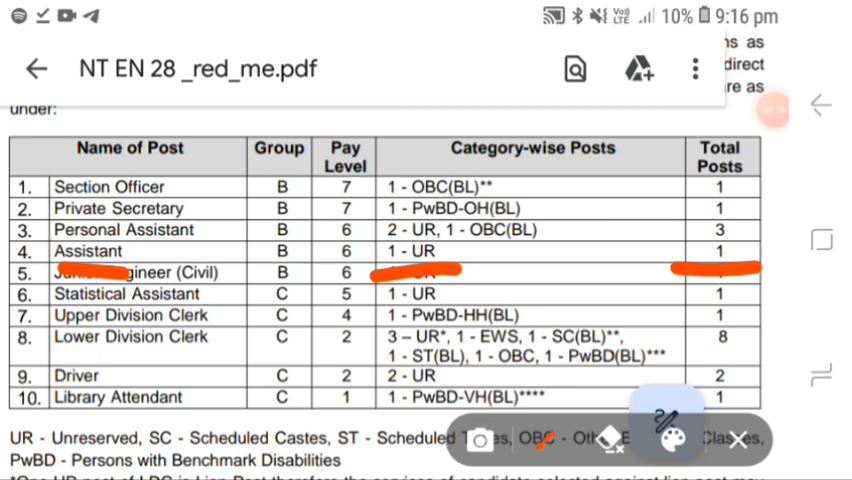 10% 9:16 pm
NT EN 28 _red_me.pdf
ns as
direct
re as
under:
Name of Post Group Pay Level Category-wise Posts Total Posts
1. Section Officer B 7 1 - OBC(BL)** 1
2. Private Secretary B 7 1 - PwBD-OH(BL) 1
3. Personal Assistant B 6 2 - UR, 1 - OBC(BL) 3
4. Assistant B 6 1 - UR 1
5. gineer (Civil) B 6
6. Statistical Assistant C 5 1 - UR 1
7. Upper Division Clerk C 4 1 - PwBD-HH(BL) 1
8. Lower Division Clerk C 2 3 – UR*, 1 - EWS, 1 - SC(BL)**, 8
1 - ST(BL), 1 - OBC, 1 - PwBD(BL)***
9. Driver C 2 2 - UR 2
10. Library Attendant C 1 1 - PwBD-VH(BL)**** 1
UR - Unreserved, SC - Scheduled Castes, ST - Scheduled
PwBD - Persons with Benchmark Disabilities